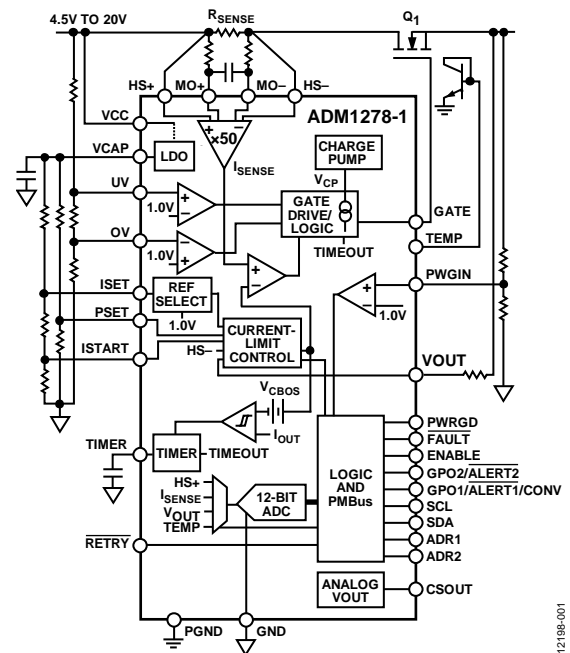 4.5V TO 20V
RSENSE
Q1
HS+
MO+
MO–
HS–
ADM1278-1
VCC
×50
+ –
CHARGE
PUMP
VCAP
LDO
ISENSE
VCP
UV
1.0V
+
–
GATE
DRIVE/
LOGIC
GATE
TIMEOUT
TEMP
OV
1.0V
–
+
+
–
PWGIN
+
–
1.0V
ISET
REF
SELECT
PSET
1.0V
CURRENT-
LIMIT
CONTROL
ISTART
HS–
VOUT
VCBOS
IOUT
PWRGD
FAULT
TIMER
TIMER
TIMEOUT
LOGIC
AND
PMBus
ENABLE
GPO2/ALERT2
GPO1/ALERT1/CONV
HS+
ISENSE
VOUT
TEMP
12-BIT
ADC
SCL
SDA
ADR1
RETRY
ADR2
ANALOG
VOUT
CSOUT
PGND
GND
12198-001